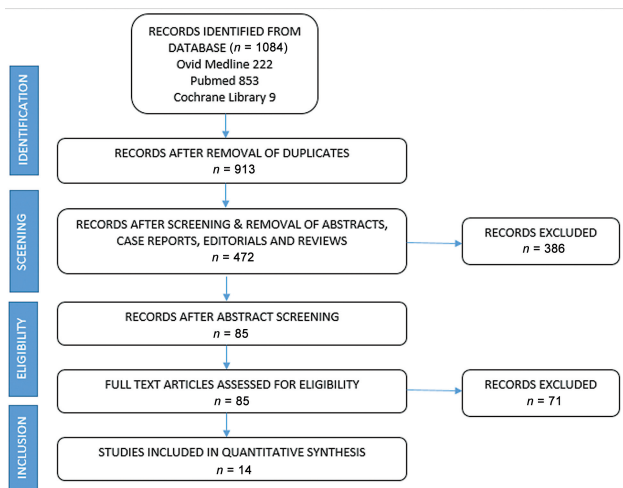 RECORDS IDENTIFIED FROM
DATABASE (n = 1084)
Ovid Medline 222
Pubmed 853
Cochrane Library 9
IDENTIFICATION
RECORDS AFTER REMOVAL OF DUPLICATES
n = 913
SCEENING
RECORDS AFTER SCREENING & REMOVAL OF ABSTRACTS,
CASE REPORTS, EDITORIALS AND REVIEWS
n = 472
RECORDS EXCLUDED
n = 386
ELIGIBILITY
RECORDS AFTER ABSTRACT SCREENING
n = 85
FULL TEXT ARTICLES ASSESSED FOR ELIGIBILITY
n = 85
RECORDS EXCLUDED
n = 71
INCLUSION
STUDIES INCLUDED IN QUANTITATIVE SYNTHESIS
n = 14